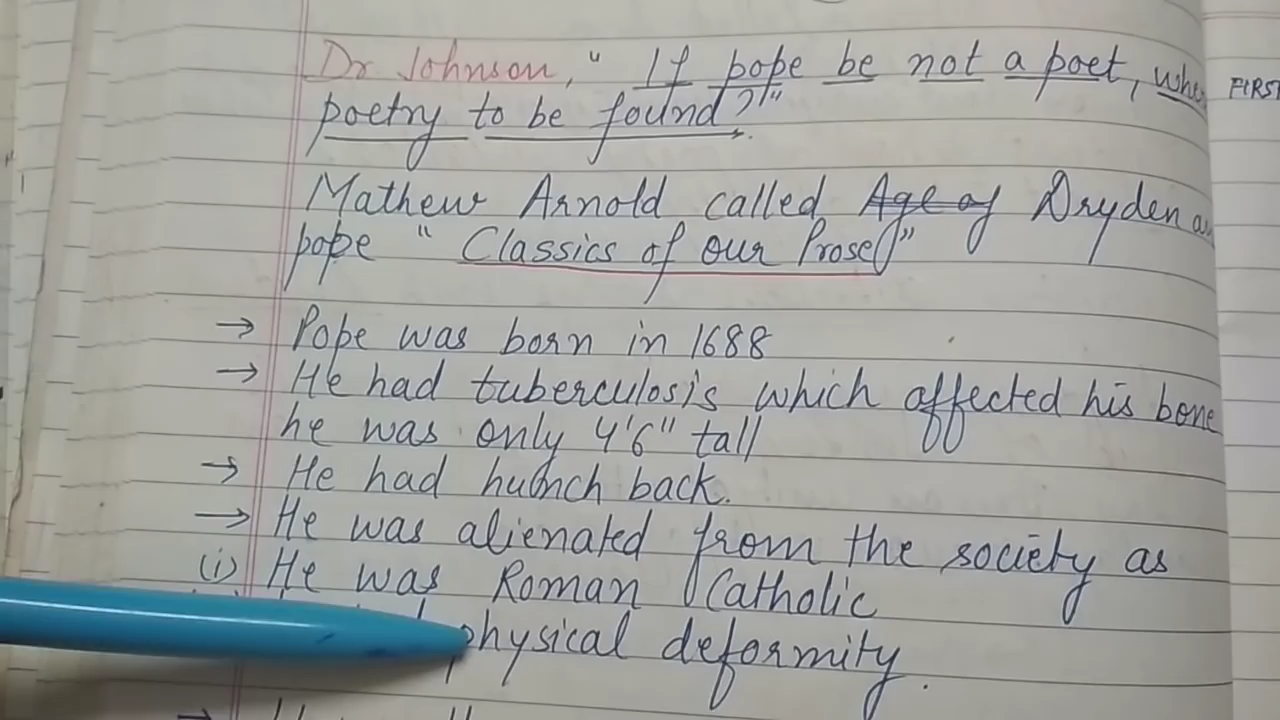 Dr Johnson, " If pope be not a poet,
FIRST
poetry to be found?"
Mathew Arnold called Age of Dryden
pope " Classics of our Prose"
→ Pope was born in 1688
→ He had tuberculosis which affected his bone
he was only 4'6" tall
→ He had hunch back.
→ He was alienated from the society as
(i) He was Roman Catholic
physical deformity.